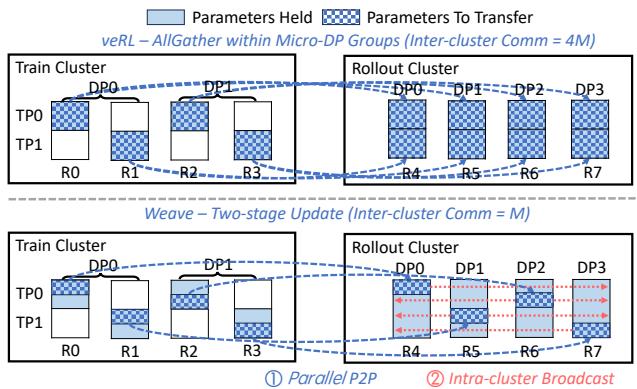 Parameters Held Parameters To Transfer
veRL – AllGather within Micro-DP Groups (Inter-cluster Comm = 4M)
Train Cluster
DP0 DP1
TP0
TP1
R0 R1 R2 R3
Rollout Cluster
DP0 DP1 DP2 DP3
R4 R5 R6 R7
Weave – Two-stage Update (Inter-cluster Comm = M)
Train Cluster
DP0 DP1
TP0
TP1
R0 R1 R2 R3
Rollout Cluster
DP0 DP1 DP2 DP3
R4 R5 R6 R7
① Parallel P2P ② Intra-cluster Broadcast